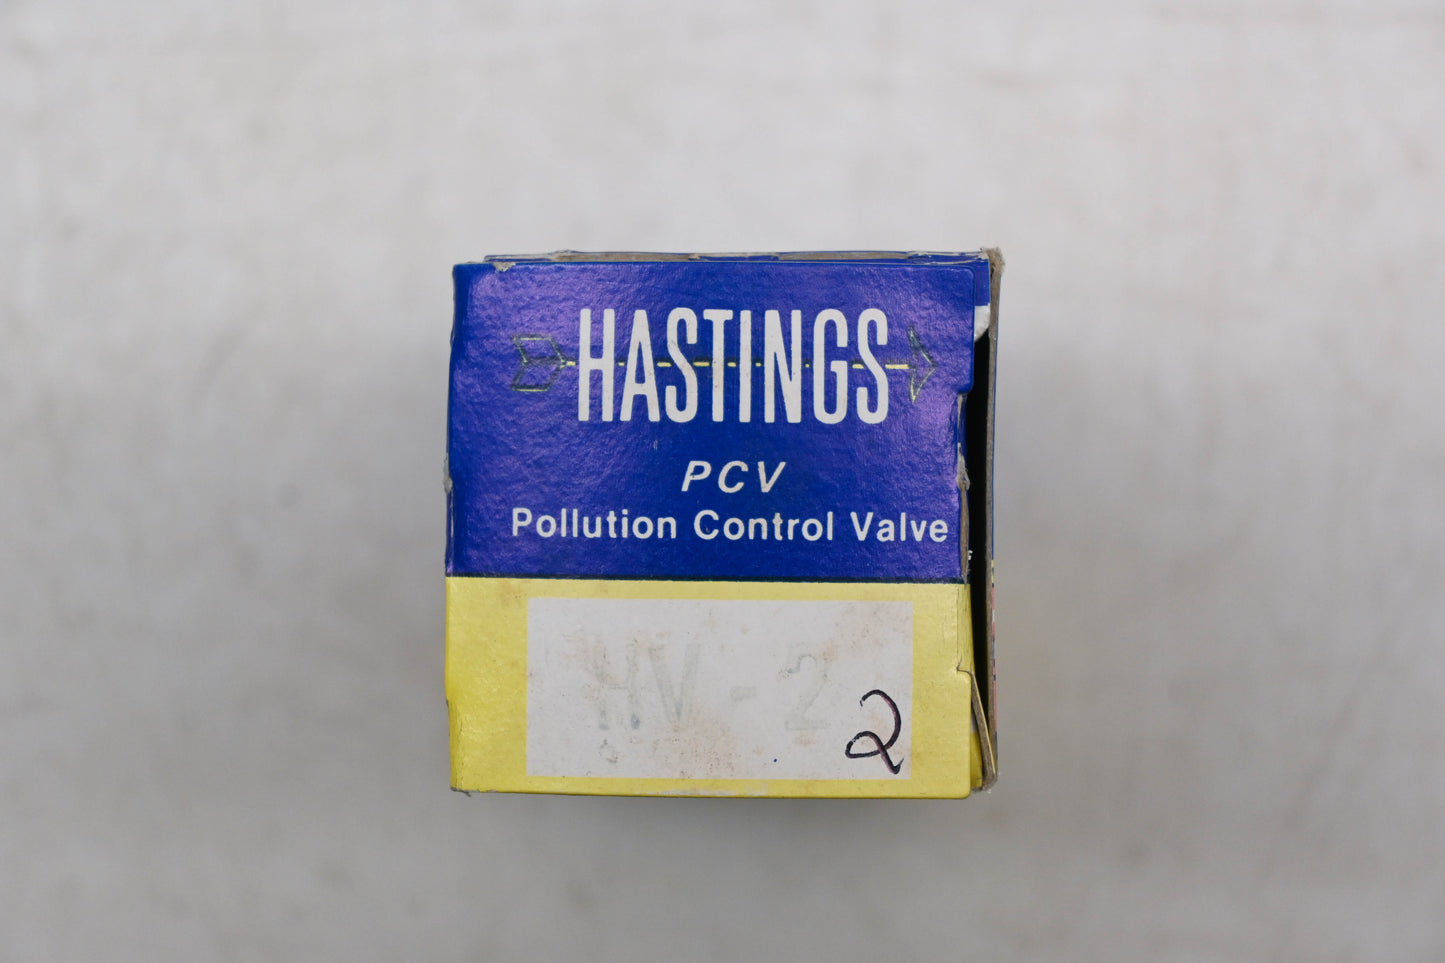 HASTINGS
PCV
Pollution Control Valve
HV-2
2